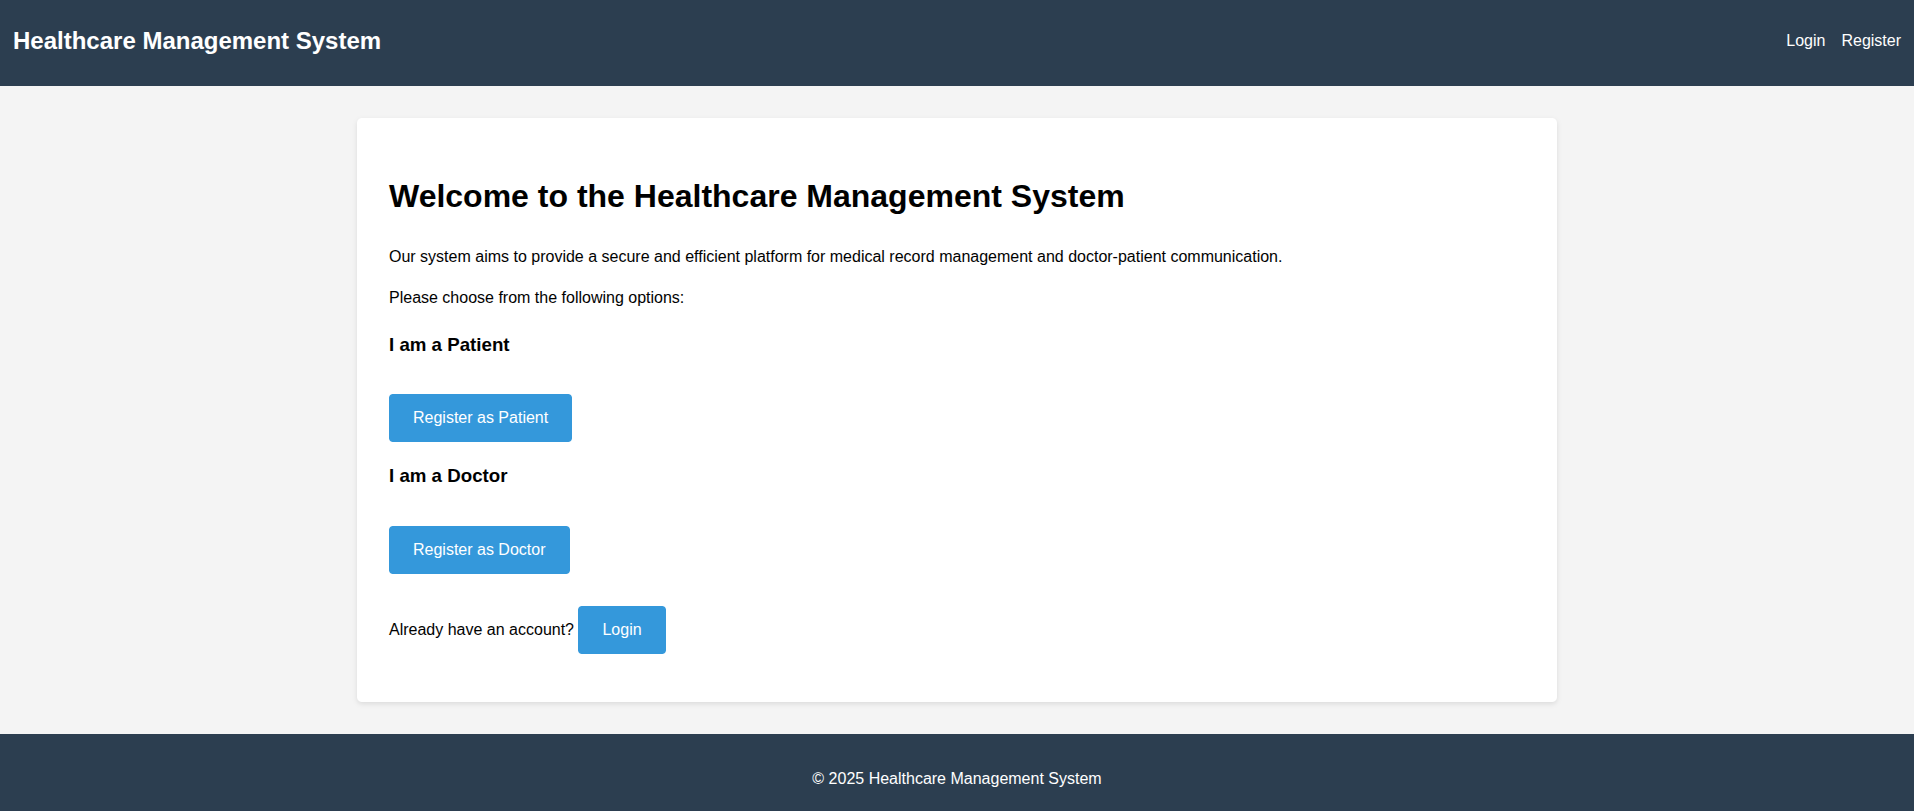 Healthcare Management System
Login Register
Welcome to the Healthcare Management System
Our system aims to provide a secure and efficient platform for medical record management and doctor-patient communication.
Please choose from the following options:
I am a Patient
Register as Patient
I am a Doctor
Register as Doctor
Already have an account? Login
© 2025 Healthcare Management System